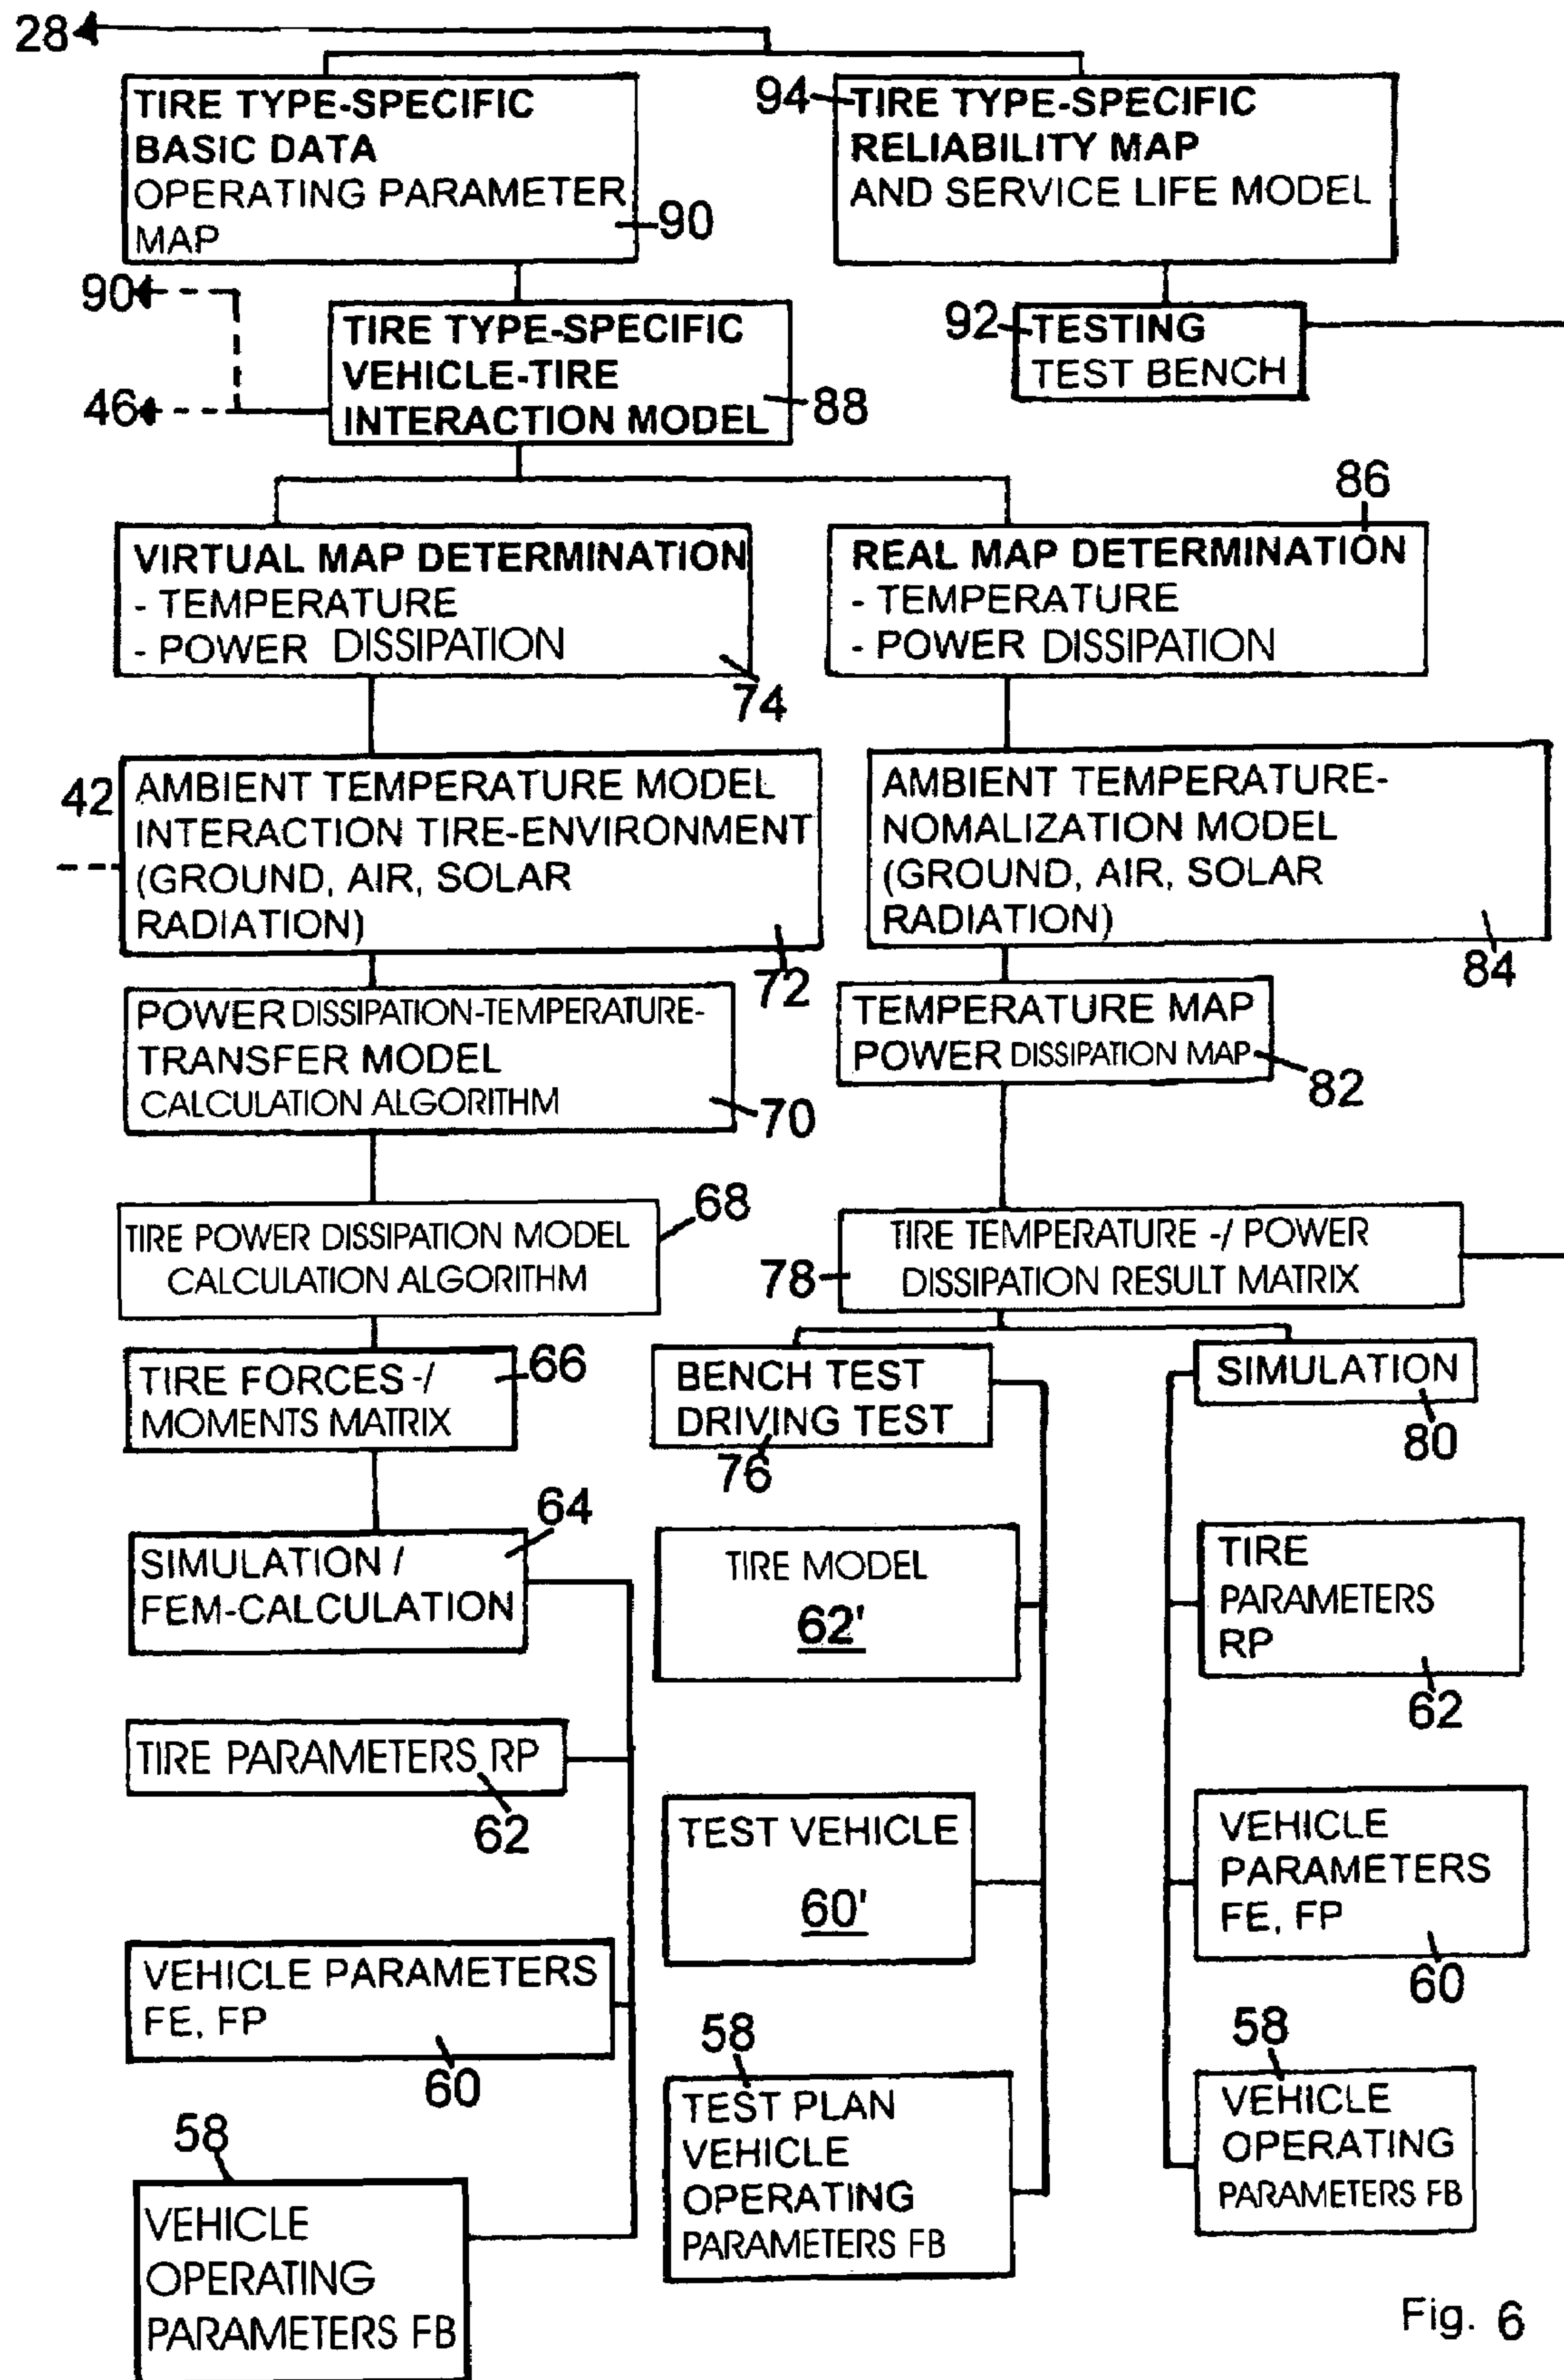 28
TIRE TYPE-SPECIFIC
BASIC DATA
OPERATING PARAMETER
MAP
90
94
TIRE TYPE-SPECIFIC
RELIABILITY MAP
AND SERVICE LIFE MODEL
90
46
TIRE TYPE-SPECIFIC
VEHICLE-TIRE
INTERACTION MODEL
88
92
TESTING
TEST BENCH
VIRTUAL MAP DETERMINATION
- TEMPERATURE
- POWER DISSIPATION
74
86
REAL MAP DETERMINATION
- TEMPERATURE
- POWER DISSIPATION
42
AMBIENT TEMPERATURE MODEL
INTERACTION TIRE-ENVIRONMENT
(GROUND, AIR, SOLAR
RADIATION)
72
AMBIENT TEMPERATURE-
NOMALIZATION MODEL
(GROUND, AIR, SOLAR
RADIATION)
84
POWER DISSIPATION-TEMPERATURE-
TRANSFER MODEL
CALCULATION ALGORITHM
70
TEMPERATURE MAP
POWER DISSIPATION MAP
82
TIRE POWER DISSIPATION MODEL
CALCULATION ALGORITHM
68
78
TIRE TEMPERATURE -/ POWER
DISSIPATION RESULT MATRIX
TIRE FORCES -/
MOMENTS MATRIX
66
BENCH TEST
DRIVING TEST
76
SIMULATION
80
64
SIMULATION /
FEM-CALCULATION
TIRE MODEL
62'
TIRE
PARAMETERS
RP
62
TIRE PARAMETERS RP
62
TEST VEHICLE
60'
VEHICLE
PARAMETERS
FE, FP
60
VEHICLE PARAMETERS
FE, FP
60
58
TEST PLAN
VEHICLE
OPERATING
PARAMETERS FB
58
VEHICLE
OPERATING
PARAMETERS FB
58
VEHICLE
OPERATING
PARAMETERS FB
Fig. 6